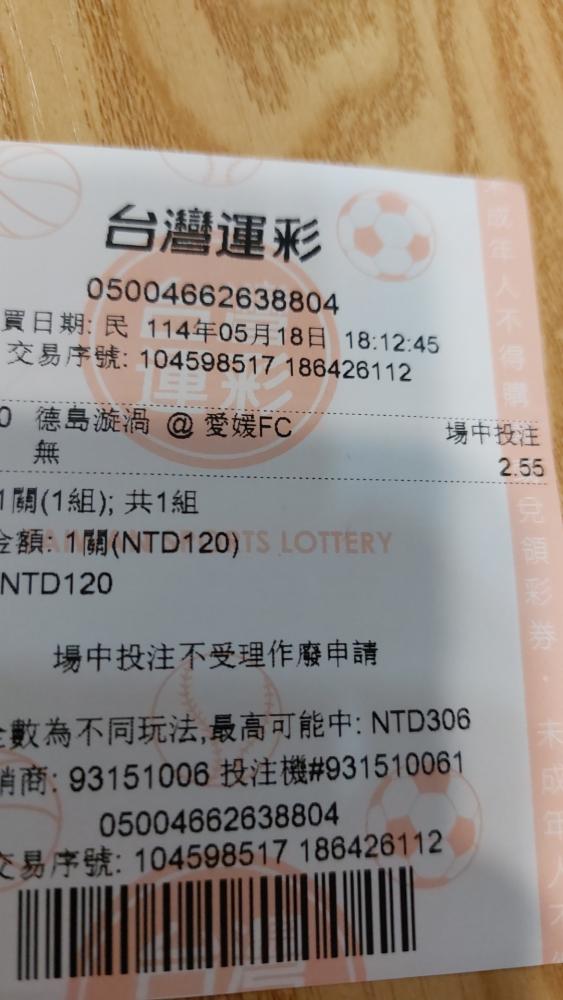 台灣運彩
05004662638804
買日期: 民 114年05月18日 18:12:45
交易序號: 104598517 186426112
0 德島漩渦 @ 愛媛FC 場中投注
無 2.55
1關(1組); 共1組
金額: 1關(NTD120)
SPORTS LOTTERY
NTD120
場中投注不受理作廢申請
全數為不同玩法,最高可能中: NTD306
銷商: 93151006 投注機#931510061
05004662638804
交易序號: 104598517 186426112
未成年人不得購
兌領彩券．未成年人不